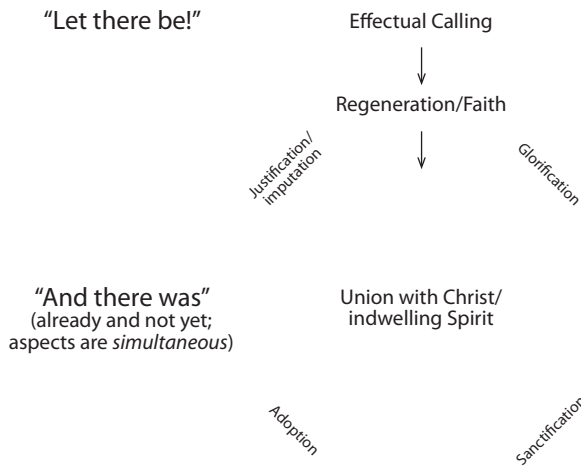 “Let there be!”
Effectual Calling
Regeneration/Faith
Justification/
imputation
Glorification
“And there was”
(already and not yet;
aspects are simultaneous)
Union with Christ/
indwelling Spirit
Adoption
Sanctification